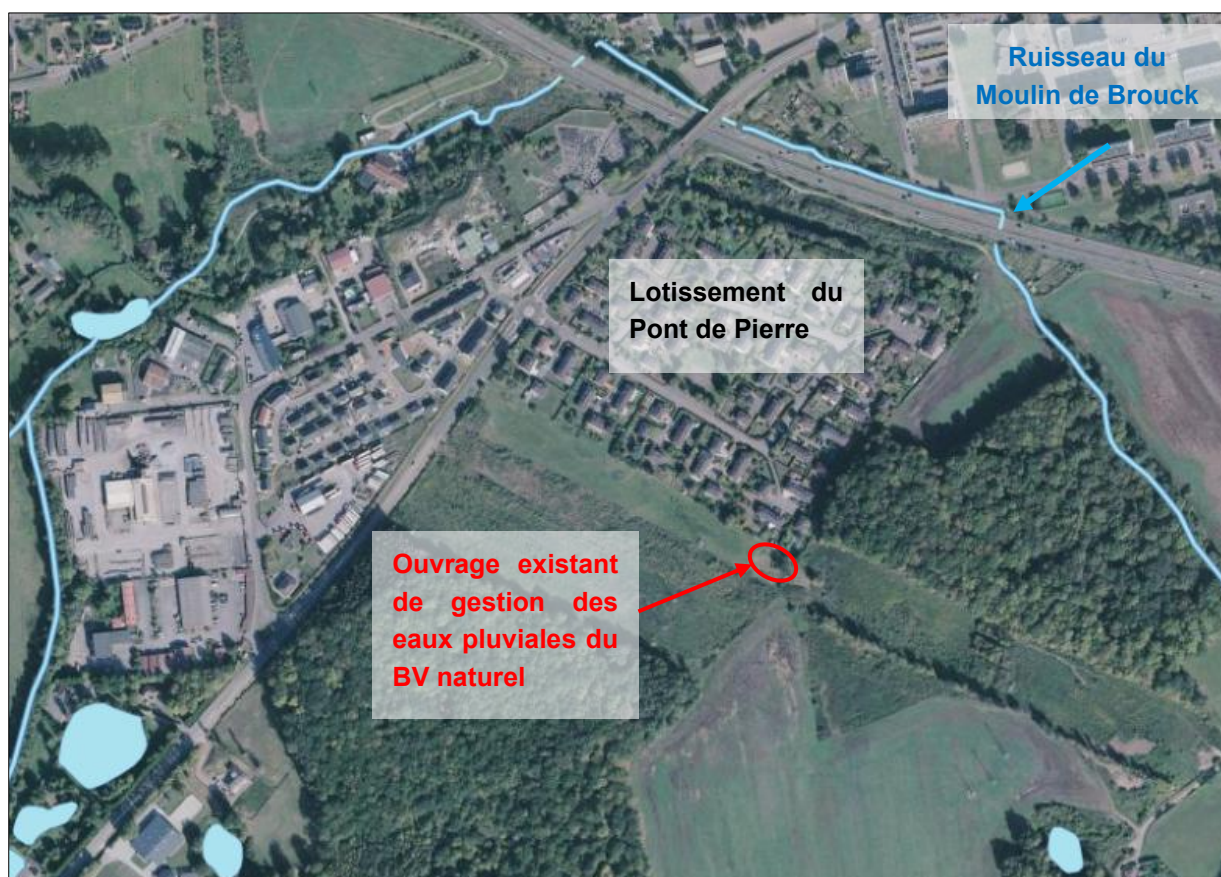 Ruisseau du
Moulin de Brouck
Lotissement du
Pont de Pierre
Ouvrage existant
de gestion des
eaux pluviales du
BV naturel